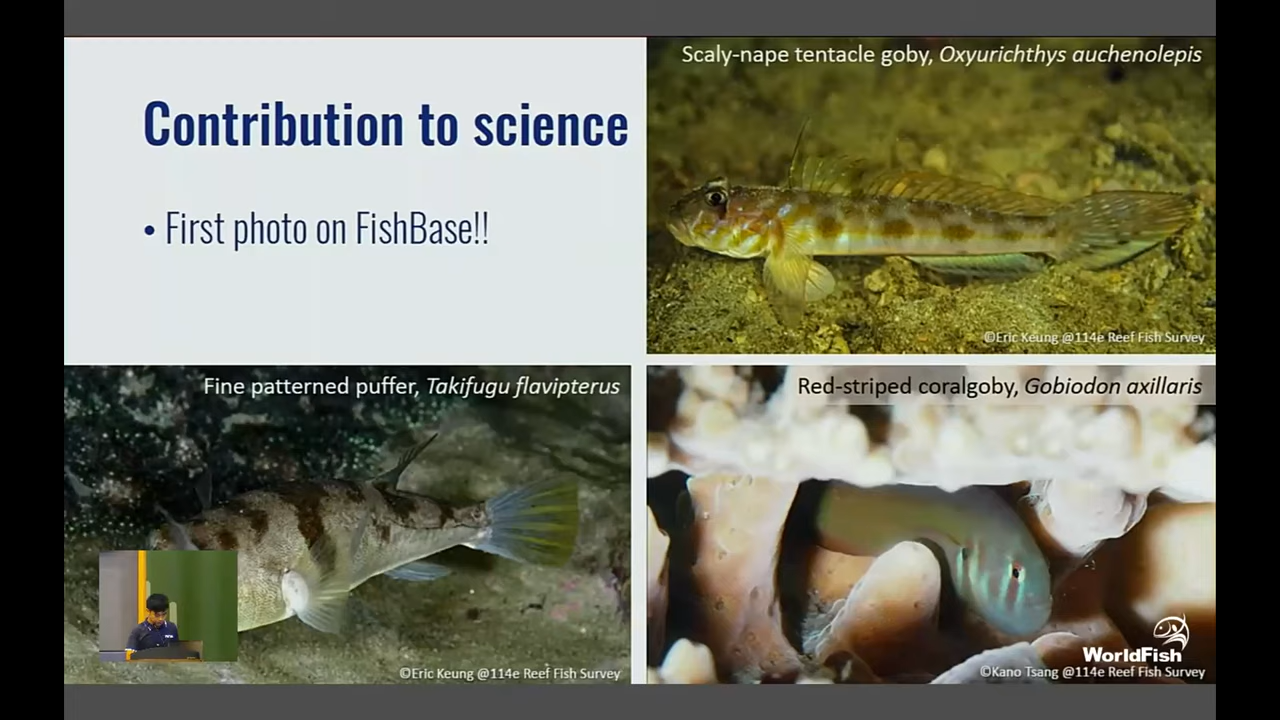 Contribution to science
• First photo on FishBase!!
Scaly-nape tentacle goby, Oxyurichthys auchenolepis
©Eric Keung @114e Reef Fish Survey
Fine patterned puffer, Takifugu flavipterus
©Eric Keung @114e Reef Fish Survey
Red-striped coralgoby, Gobiodon axillaris
WorldFish
©Kano Tsang @114e Reef Fish Survey